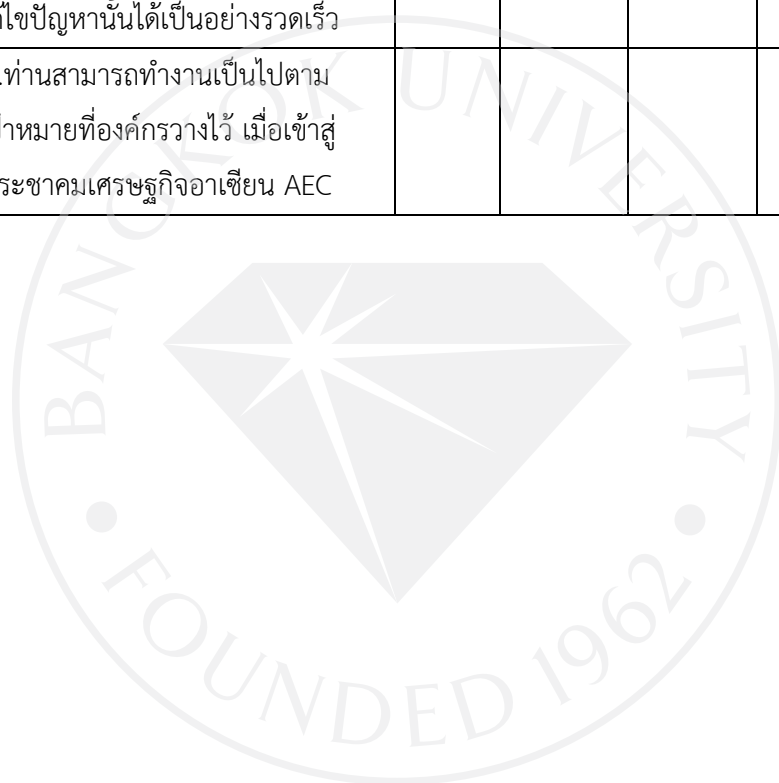 ไขปัญหานั้นได้เป็นอย่างรวดเร็ว
.ท่านสามารถทำงานเป็นไปตาม
าหมายที่องค์กรวางไว้ เมื่อเข้าสู่
ระชาคมเศรษฐกิจอาเซียน AEC
BANGKOK UNIVERSITY
FOUNDED 1962